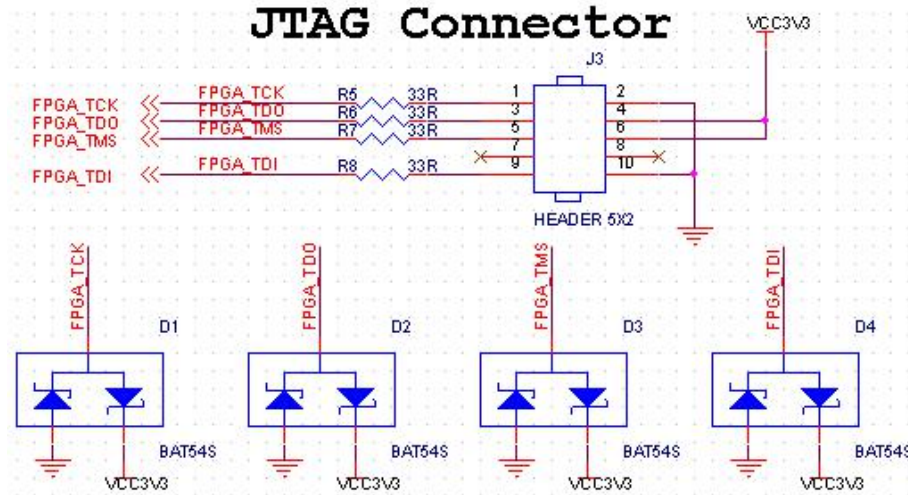 JTAG Connector
VCC3V3
J3
FPGA_TCK FPGA_TCK R5 33R 1 2
FPGA_TDO FPGA_TDO R6 33R 3 4
FPGA_TMS FPGA_TMS R7 33R 5 6
7 8
FPGA_TDI FPGA_TDI R8 33R 9 10
HEADER 5X2
FPGA_TCK FPGA_TDO FPGA_TMS FPGA_TDI
D1 D2 D3 D4
BAT54S BAT54S BAT54S BAT54S
VCC3V3 VCC3V3 VCC3V3 VCC3V3